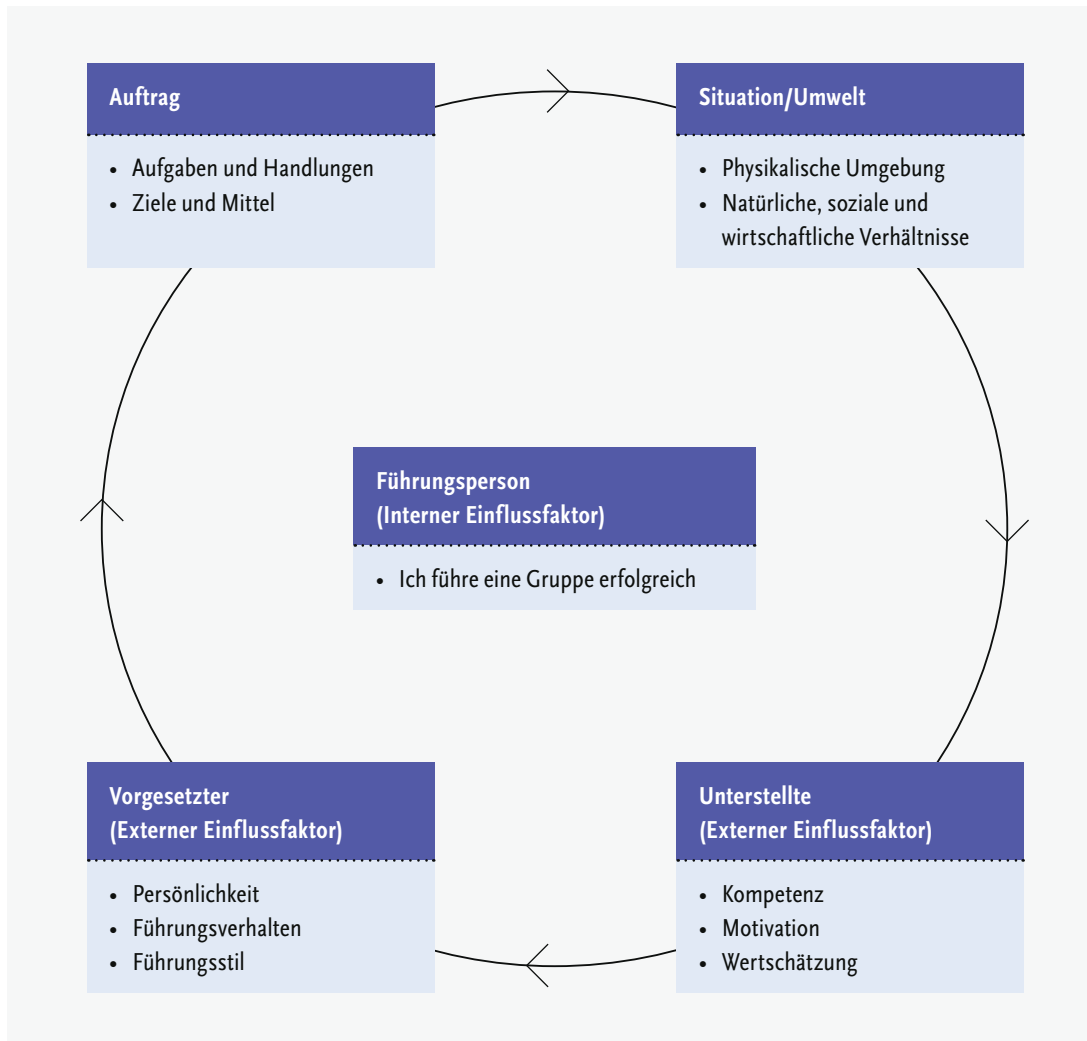 Auftrag
• Aufgaben und Handlungen
• Ziele und Mittel
Situation/Umwelt
• Physikalische Umgebung
• Natürliche, soziale und
wirtschaftliche Verhältnisse
Führungsperson
(Interner Einflussfaktor)
• Ich führe eine Gruppe erfolgreich
Vorgesetzter
(Externer Einflussfaktor)
• Persönlichkeit
• Führungsverhalten
• Führungsstil
Unterstellte
(Externer Einflussfaktor)
• Kompetenz
• Motivation
• Wertschätzung